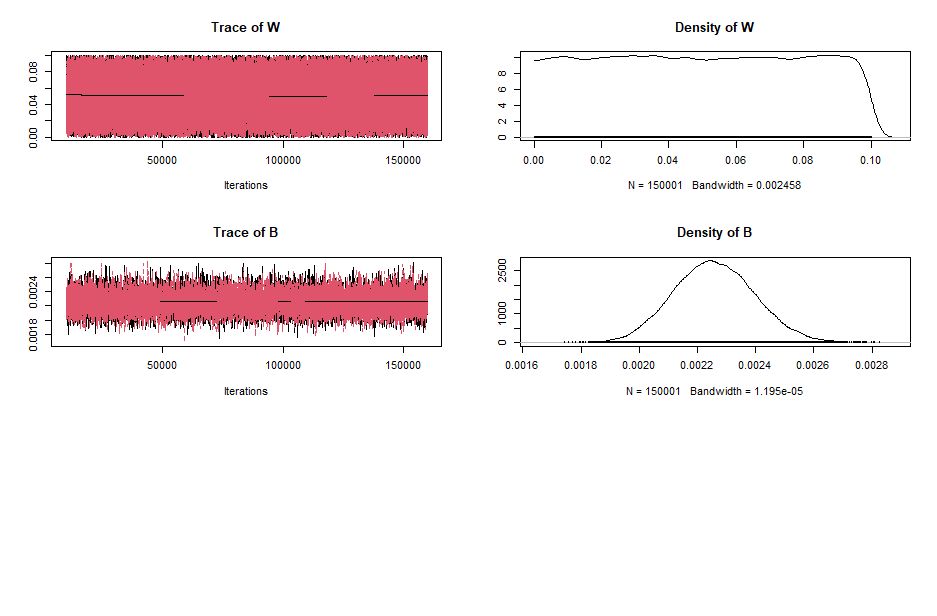 Trace of W
0.00 0.04 0.08
50000 100000 150000
Iterations
Density of W
0 2 4 6 8
0.00 0.02 0.04 0.06 0.08 0.10
N = 150001 Bandwidth = 0.002458
Trace of B
0.0018 0.0024
50000 100000 150000
Iterations
Density of B
0 1000 2500
0.0016 0.0018 0.0020 0.0022 0.0024 0.0026 0.0028
N = 150001 Bandwidth = 1.195e-05